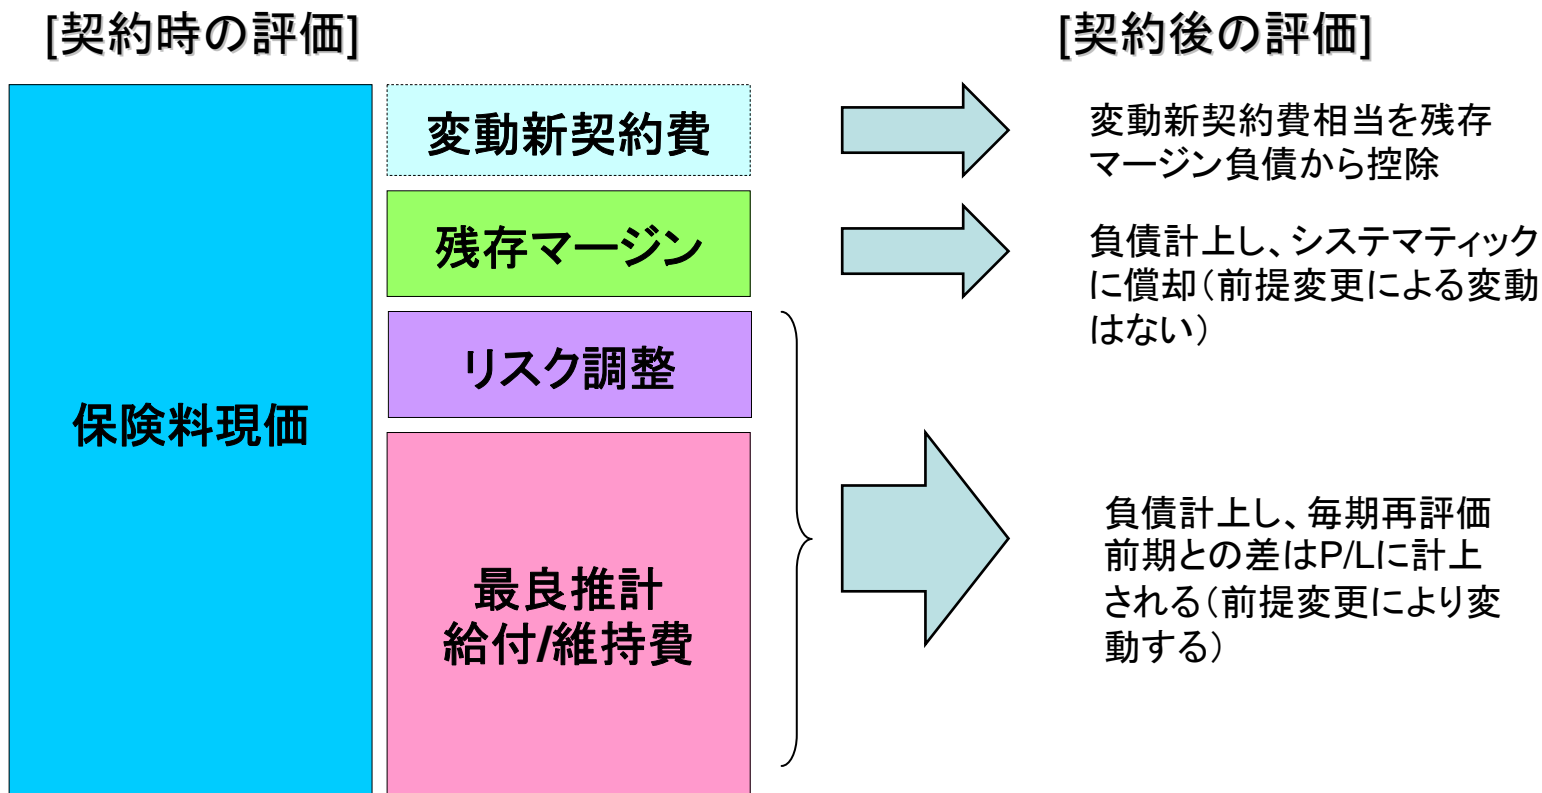 [契約時の評価]
[契約後の評価]
保険料現価
変動新契約費
変動新契約費相当を残存
マージン負債から控除
残存マージン
負債計上し、システマティック
に償却(前提変更による変動
はない)
リスク調整
最良推計
給付/維持費
負債計上し、毎期再評価
前期との差はP/Lに計上
される(前提変更により変
動する)